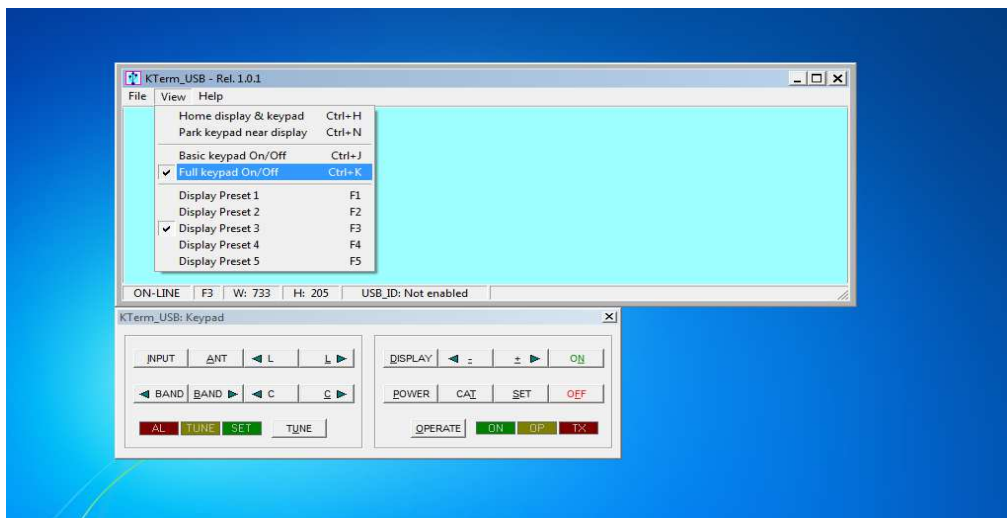 KTerm_USB - Rel. 1.0.1
File View Help
Home display & keypad Ctrl+H
Park keypad near display Ctrl+N
Basic keypad On/Off Ctrl+J
Full keypad On/Off Ctrl+K
Display Preset 1 F1
Display Preset 2 F2
Display Preset 3 F3
Display Preset 4 F4
Display Preset 5 F5
ON-LINE F3 W: 733 H: 205 USB_ID: Not enabled
KTerm_USB: Keypad
INPUT ANT ◄ L L ► DISPLAY ◄ - ± ► ON
◄ BAND BAND ► ◄ C C ► POWER CAT SET OFF
AL TUNE SET TUNE OPERATE ON OP TX